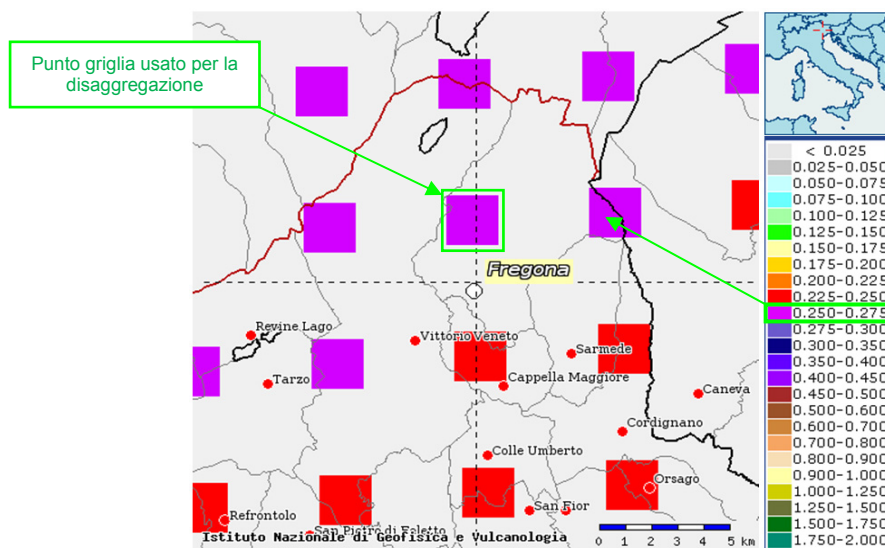 Punto griglia usato per la
disaggregazione
Fregona
Revine Lago
Vittorio Veneto
Sarmede
Tarzo
Cappella Maggiore
Caneva
Cordignano
Colle Umberto
Orsago
San Fior
Refrontolo
San Pietro di Feletto
Istituto Nazionale di Geofisica e Vulcanologia
0 1 2 3 4 5 km
< 0.025
0.025-0.050
0.050-0.075
0.075-0.100
0.100-0.125
0.125-0.150
0.150-0.175
0.175-0.200
0.200-0.225
0.225-0.250
0.250-0.275
0.275-0.300
0.300-0.350
0.350-0.400
0.400-0.450
0.450-0.500
0.500-0.600
0.600-0.700
0.700-0.800
0.800-0.900
0.900-1.000
1.000-1.250
1.250-1.500
1.500-1.750
1.750-2.000